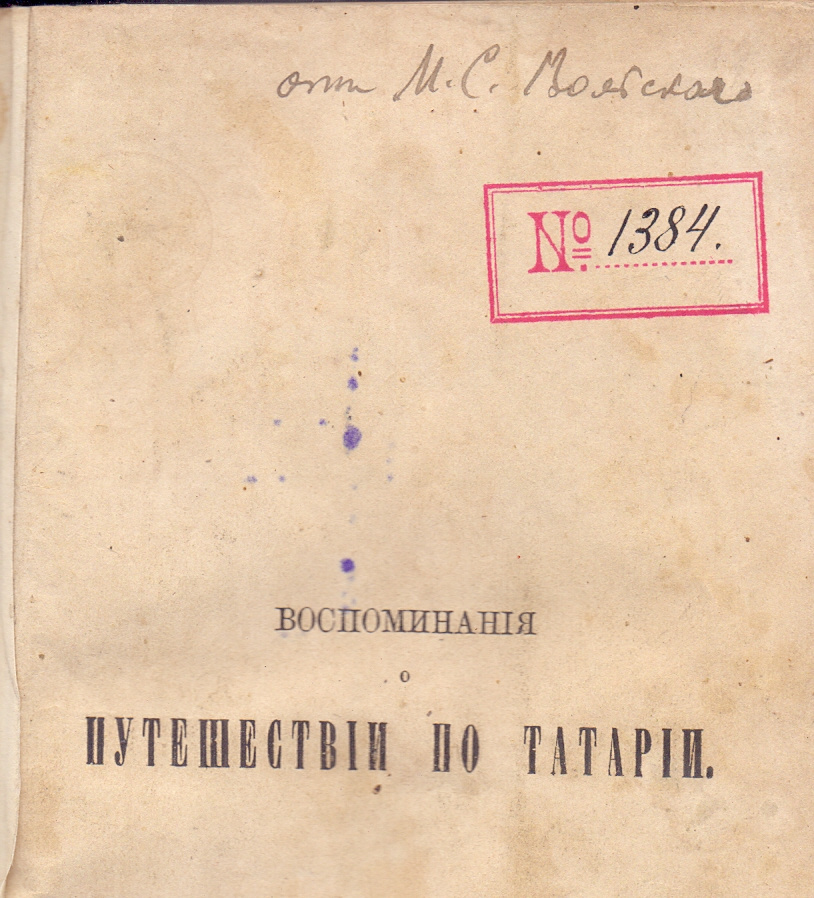 отъ М. С.
№ 1384.
ВОСПОМИНАНІЯ
о
ПУТЕШЕСТВІИ ПО ТАТАРІИ.